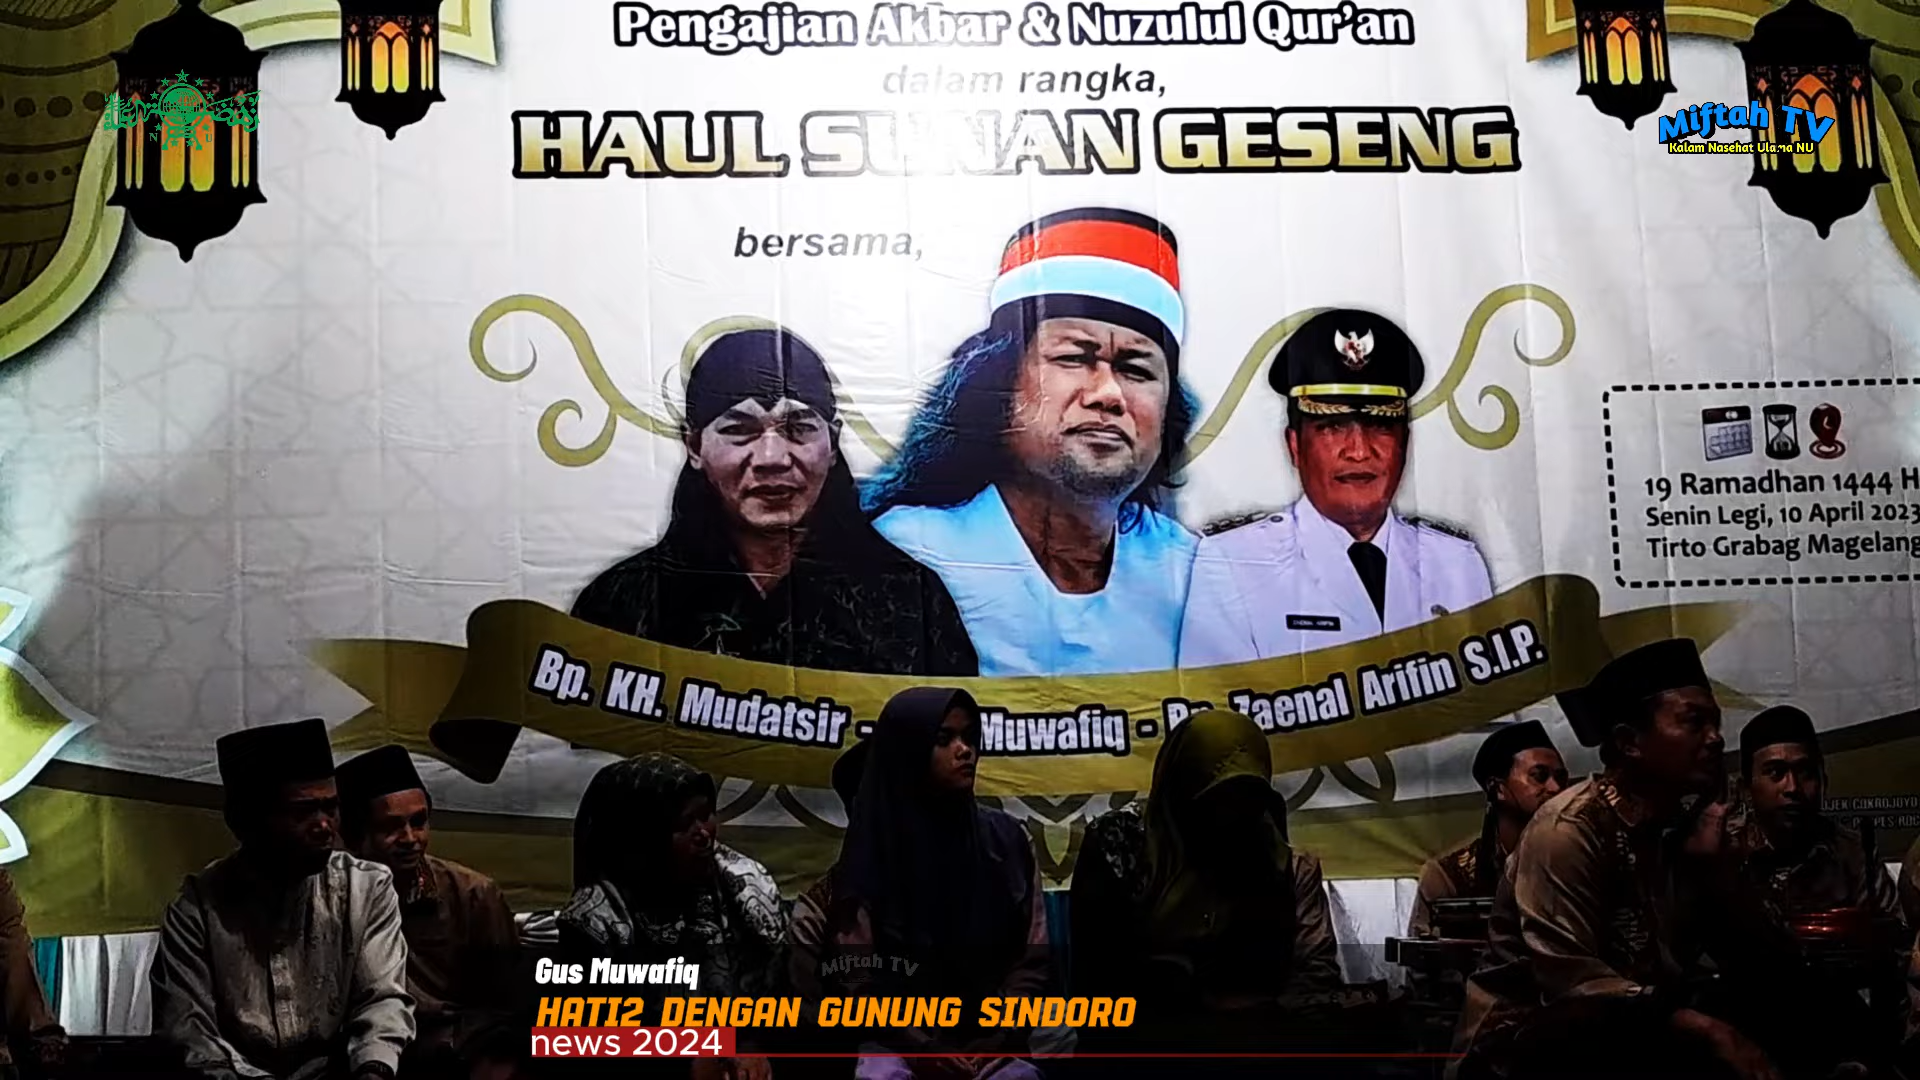 Pengajian Akbar & Nuzulul Qur'an
dalam rangka,
HAUL SUNAN GESENG
Miftah TV
Kalam Nasehat Ulama NU
N U
bersama,
19 Ramadhan 1444 H
Senin Legi, 10 April 2023
Tirto Grabag Magelang
Bp. KH. Mudatsir - Muwafiq - Bp. Zaenal Arifin S.I.P.
Miftah TV
Gus Muwafiq
HATI2 DENGAN GUNUNG SINDORO
news 2024